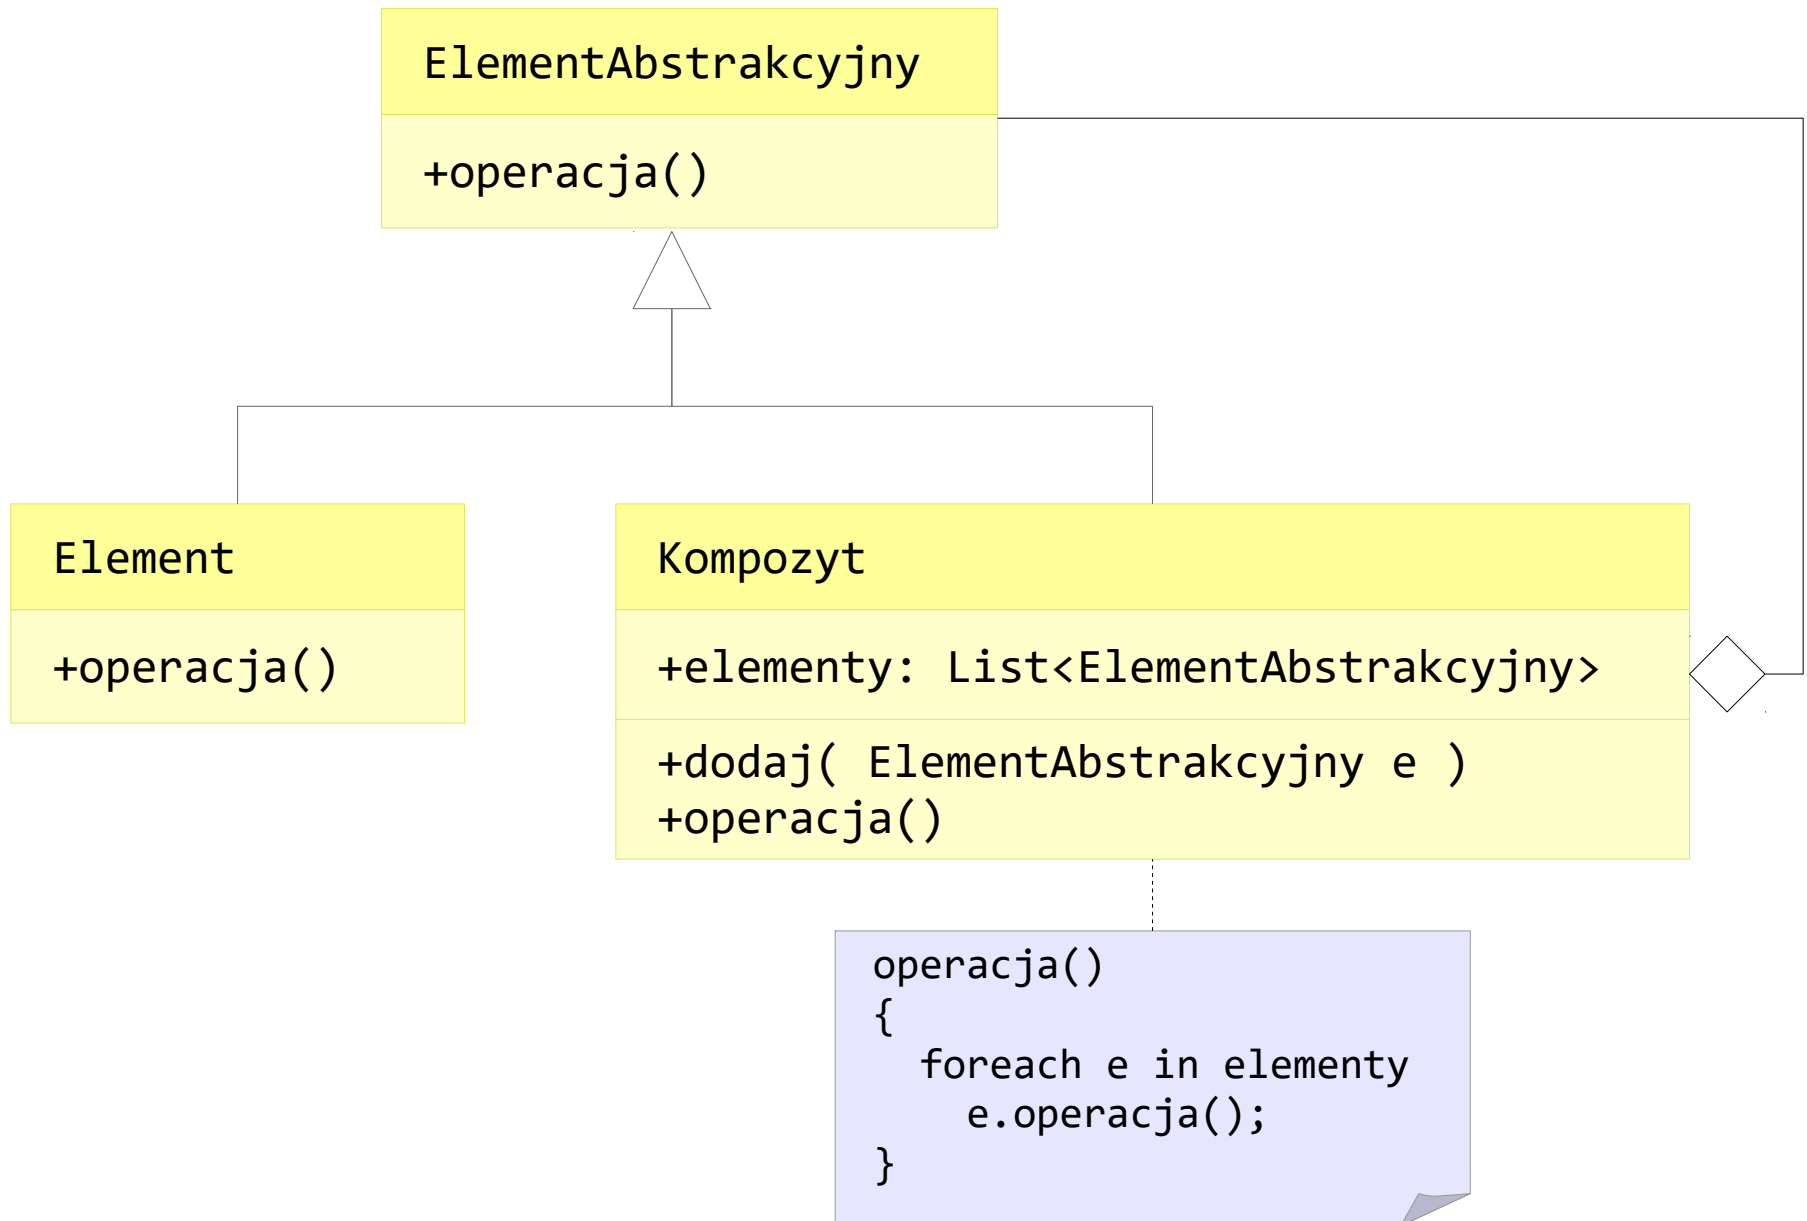 ElementAbstrakcyjny
+operacja()
Element
+operacja()
Kompozyt
+elementy: List<ElementAbstrakcyjny>
+dodaj( ElementAbstrakcyjny e )
+operacja()
operacja()
{
foreach e in elementy
e.operacja();
}